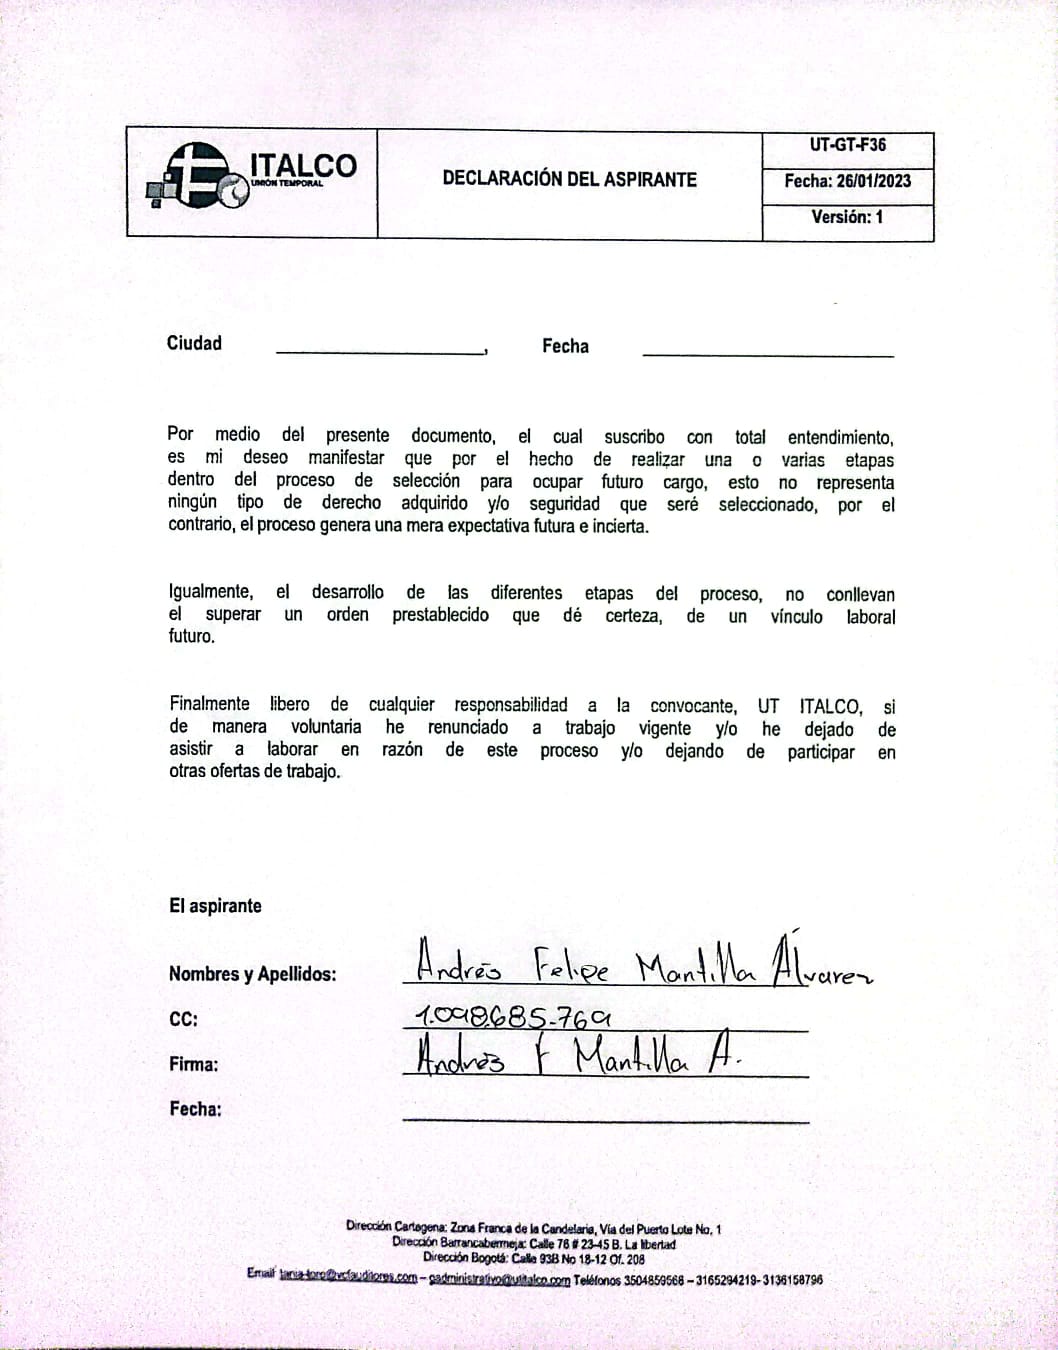 ITALCO
UNIÓN TEMPORAL
DECLARACIÓN DEL ASPIRANTE
UT-GT-F36
Fecha: 26/01/2023
Versión: 1
Ciudad , Fecha
Por medio del presente documento, el cual suscribo con total entendimiento,
es mi deseo manifestar que por el hecho de realizar una o varias etapas
dentro del proceso de selección para ocupar futuro cargo, esto no representa
ningún tipo de derecho adquirido y/o seguridad que seré seleccionado, por el
contrario, el proceso genera una mera expectativa futura e incierta.
Igualmente, el desarrollo de las diferentes etapas del proceso, no conllevan
el superar un orden prestablecido que dé certeza, de un vínculo laboral
futuro.
Finalmente libero de cualquier responsabilidad a la convocante, UT ITALCO, si
de manera voluntaria he renunciado a trabajo vigente y/o he dejado de
asistir a laborar en razón de este proceso y/o dejando de participar en
otras ofertas de trabajo.
El aspirante
Nombres y Apellidos: Andrés Felipe Mantilla Álvarez
CC: 1.098.685.769
Firma: Andrés F Mantilla A.
Fecha:
Dirección Cartagena: Zona Franca de la Candelaria, Vía del Puerto Lote No. 1
Dirección Barrancabermeja: Calle 76 # 23-45 B. La libertad
Dirección Bogotá: Calle 93B No 18-12 Of. 208
Email: tania-toro@vcfauditores.com – gadministrativo@utitalco.com Teléfonos 3504859568 – 3165294219- 3136158796